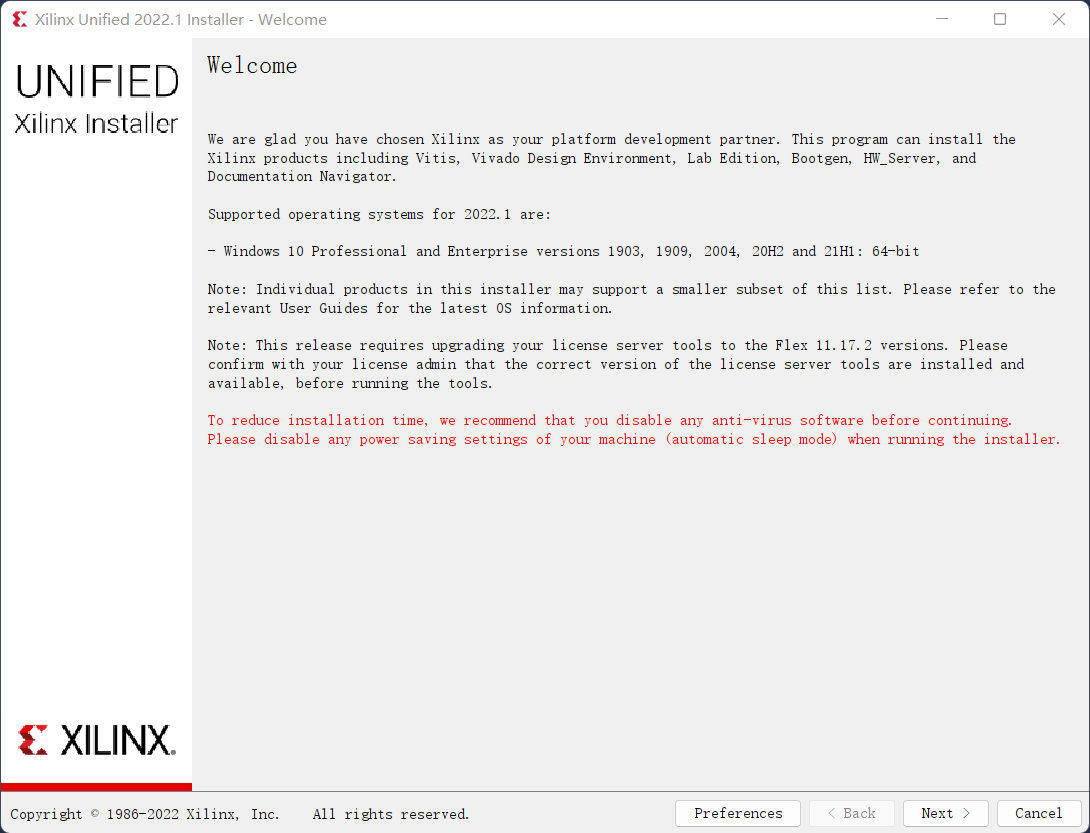 Xilinx Unified 2022.1 Installer - Welcome
UNIFIED
Xilinx Installer
Welcome
We are glad you have chosen Xilinx as your platform development partner. This program can install the
Xilinx products including Vitis, Vivado Design Environment, Lab Edition, Bootgen, HW_Server, and
Documentation Navigator.
Supported operating systems for 2022.1 are:
- Windows 10 Professional and Enterprise versions 1903, 1909, 2004, 20H2 and 21H1: 64-bit
Note: Individual products in this installer may support a smaller subset of this list. Please refer to the
relevant User Guides for the latest OS information.
Note: This release requires upgrading your license server tools to the Flex 11.17.2 versions. Please
confirm with your license admin that the correct version of the license server tools are installed and
available, before running the tools.
To reduce installation time, we recommend that you disable any anti-virus software before continuing.
Please disable any power saving settings of your machine (automatic sleep mode) when running the installer.
XILINX.
Copyright © 1986-2022 Xilinx, Inc. All rights reserved.
Preferences < Back Next > Cancel